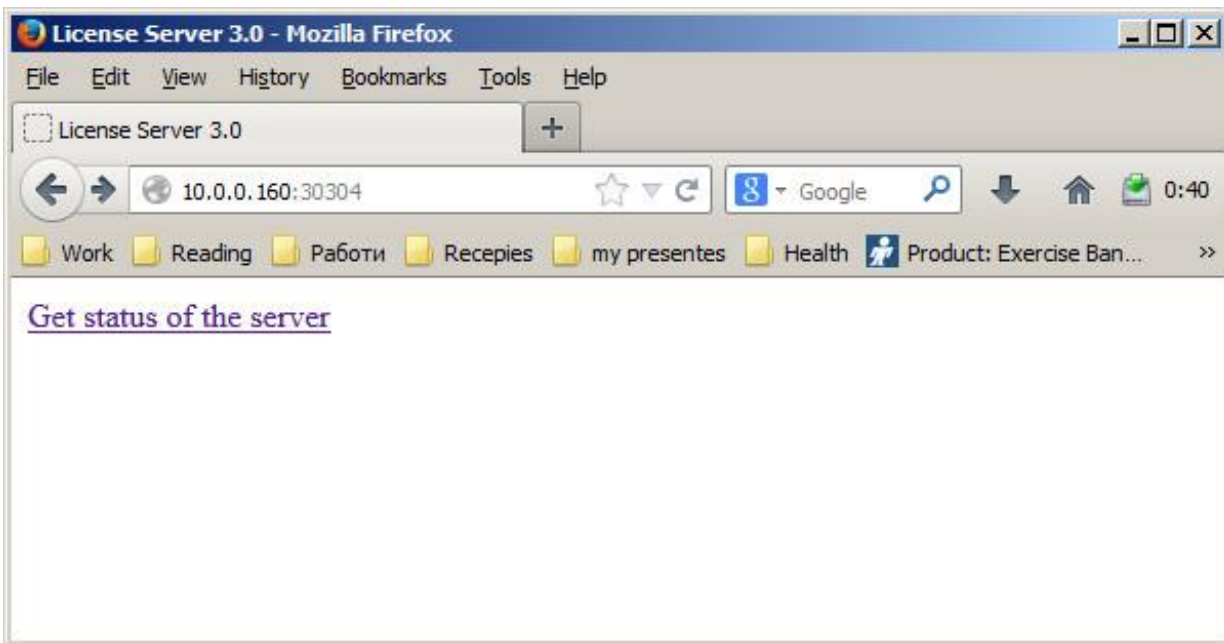 License Server 3.0 - Mozilla Firefox
File Edit View History Bookmarks Tools Help
License Server 3.0
10.0.0.160:30304 Google 0:40
Work Reading Работи Recepies my presentes Health Product: Exercise Ban... »
Get status of the server